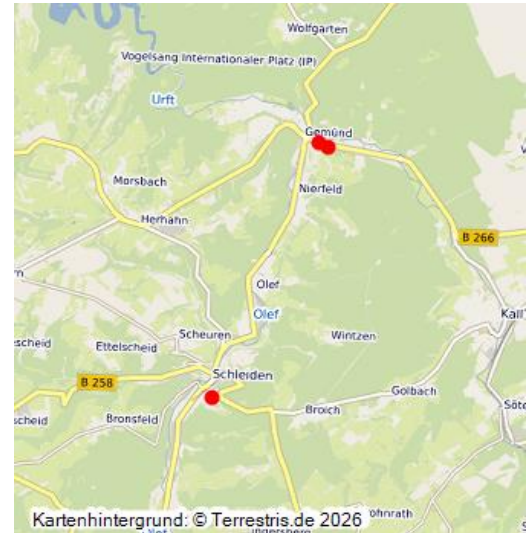 Wolfgarten
Vogelsang Internationaler Platz (IP)
Urft
Gemünd
Morsbach
Nierfeld
Herhahn
B 266
Olef
Olef
Kall
Scheuren
Wintzen
Ettelscheid
Schleiden
B 258
Golbach
Broich
Bronsfeld
scheid
Kartenhintergrund: © Terrestris.de 2026